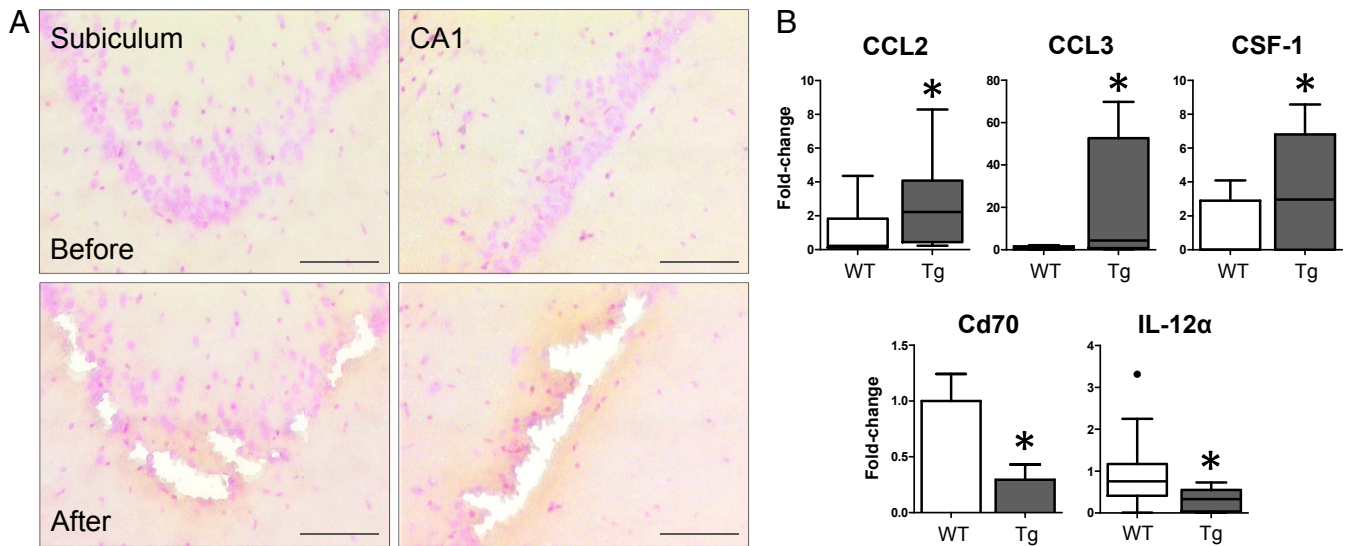 A
Subiculum
Before
CA1
After
B
CCL2
CCL3
CSF-1
Fold-change
10
8
6
4
2
0
*
WT
Tg
80
60
40
20
0
*
WT
Tg
10
8
6
4
2
0
*
WT
Tg
Cd70
IL-12α
Fold-change
1.5
1.0
0.5
0.0
*
WT
Tg
4
3
2
1
0
*
WT
Tg